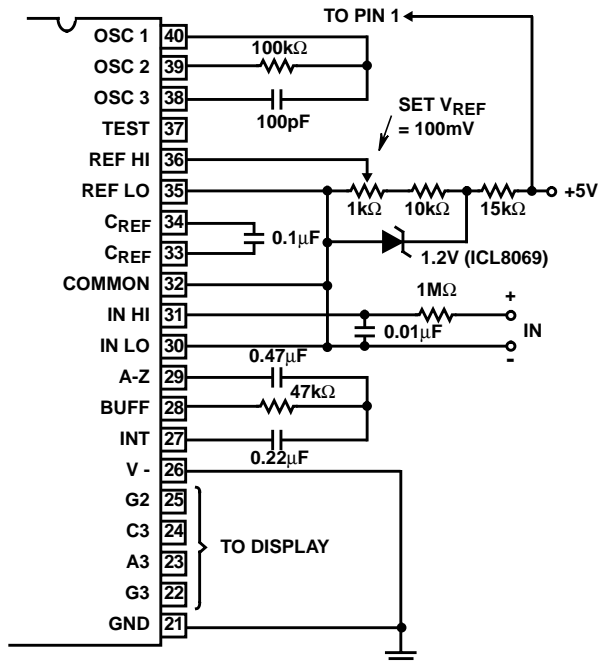 TO PIN 1
OSC 1 40
100kΩ
OSC 2 39
OSC 3 38
100pF
SET VREF
= 100mV
TEST 37
REF HI 36
REF LO 35
1kΩ 10kΩ 15kΩ +5V
CREF 34
0.1µF
CREF 33
1.2V (ICL8069)
COMMON 32
1MΩ
IN HI 31
+
0.01µF IN
IN LO 30
-
0.47µF
A-Z 29
47kΩ
BUFF 28
INT 27
0.22µF
V - 26
G2 25
C3 24
TO DISPLAY
A3 23
G3 22
GND 21